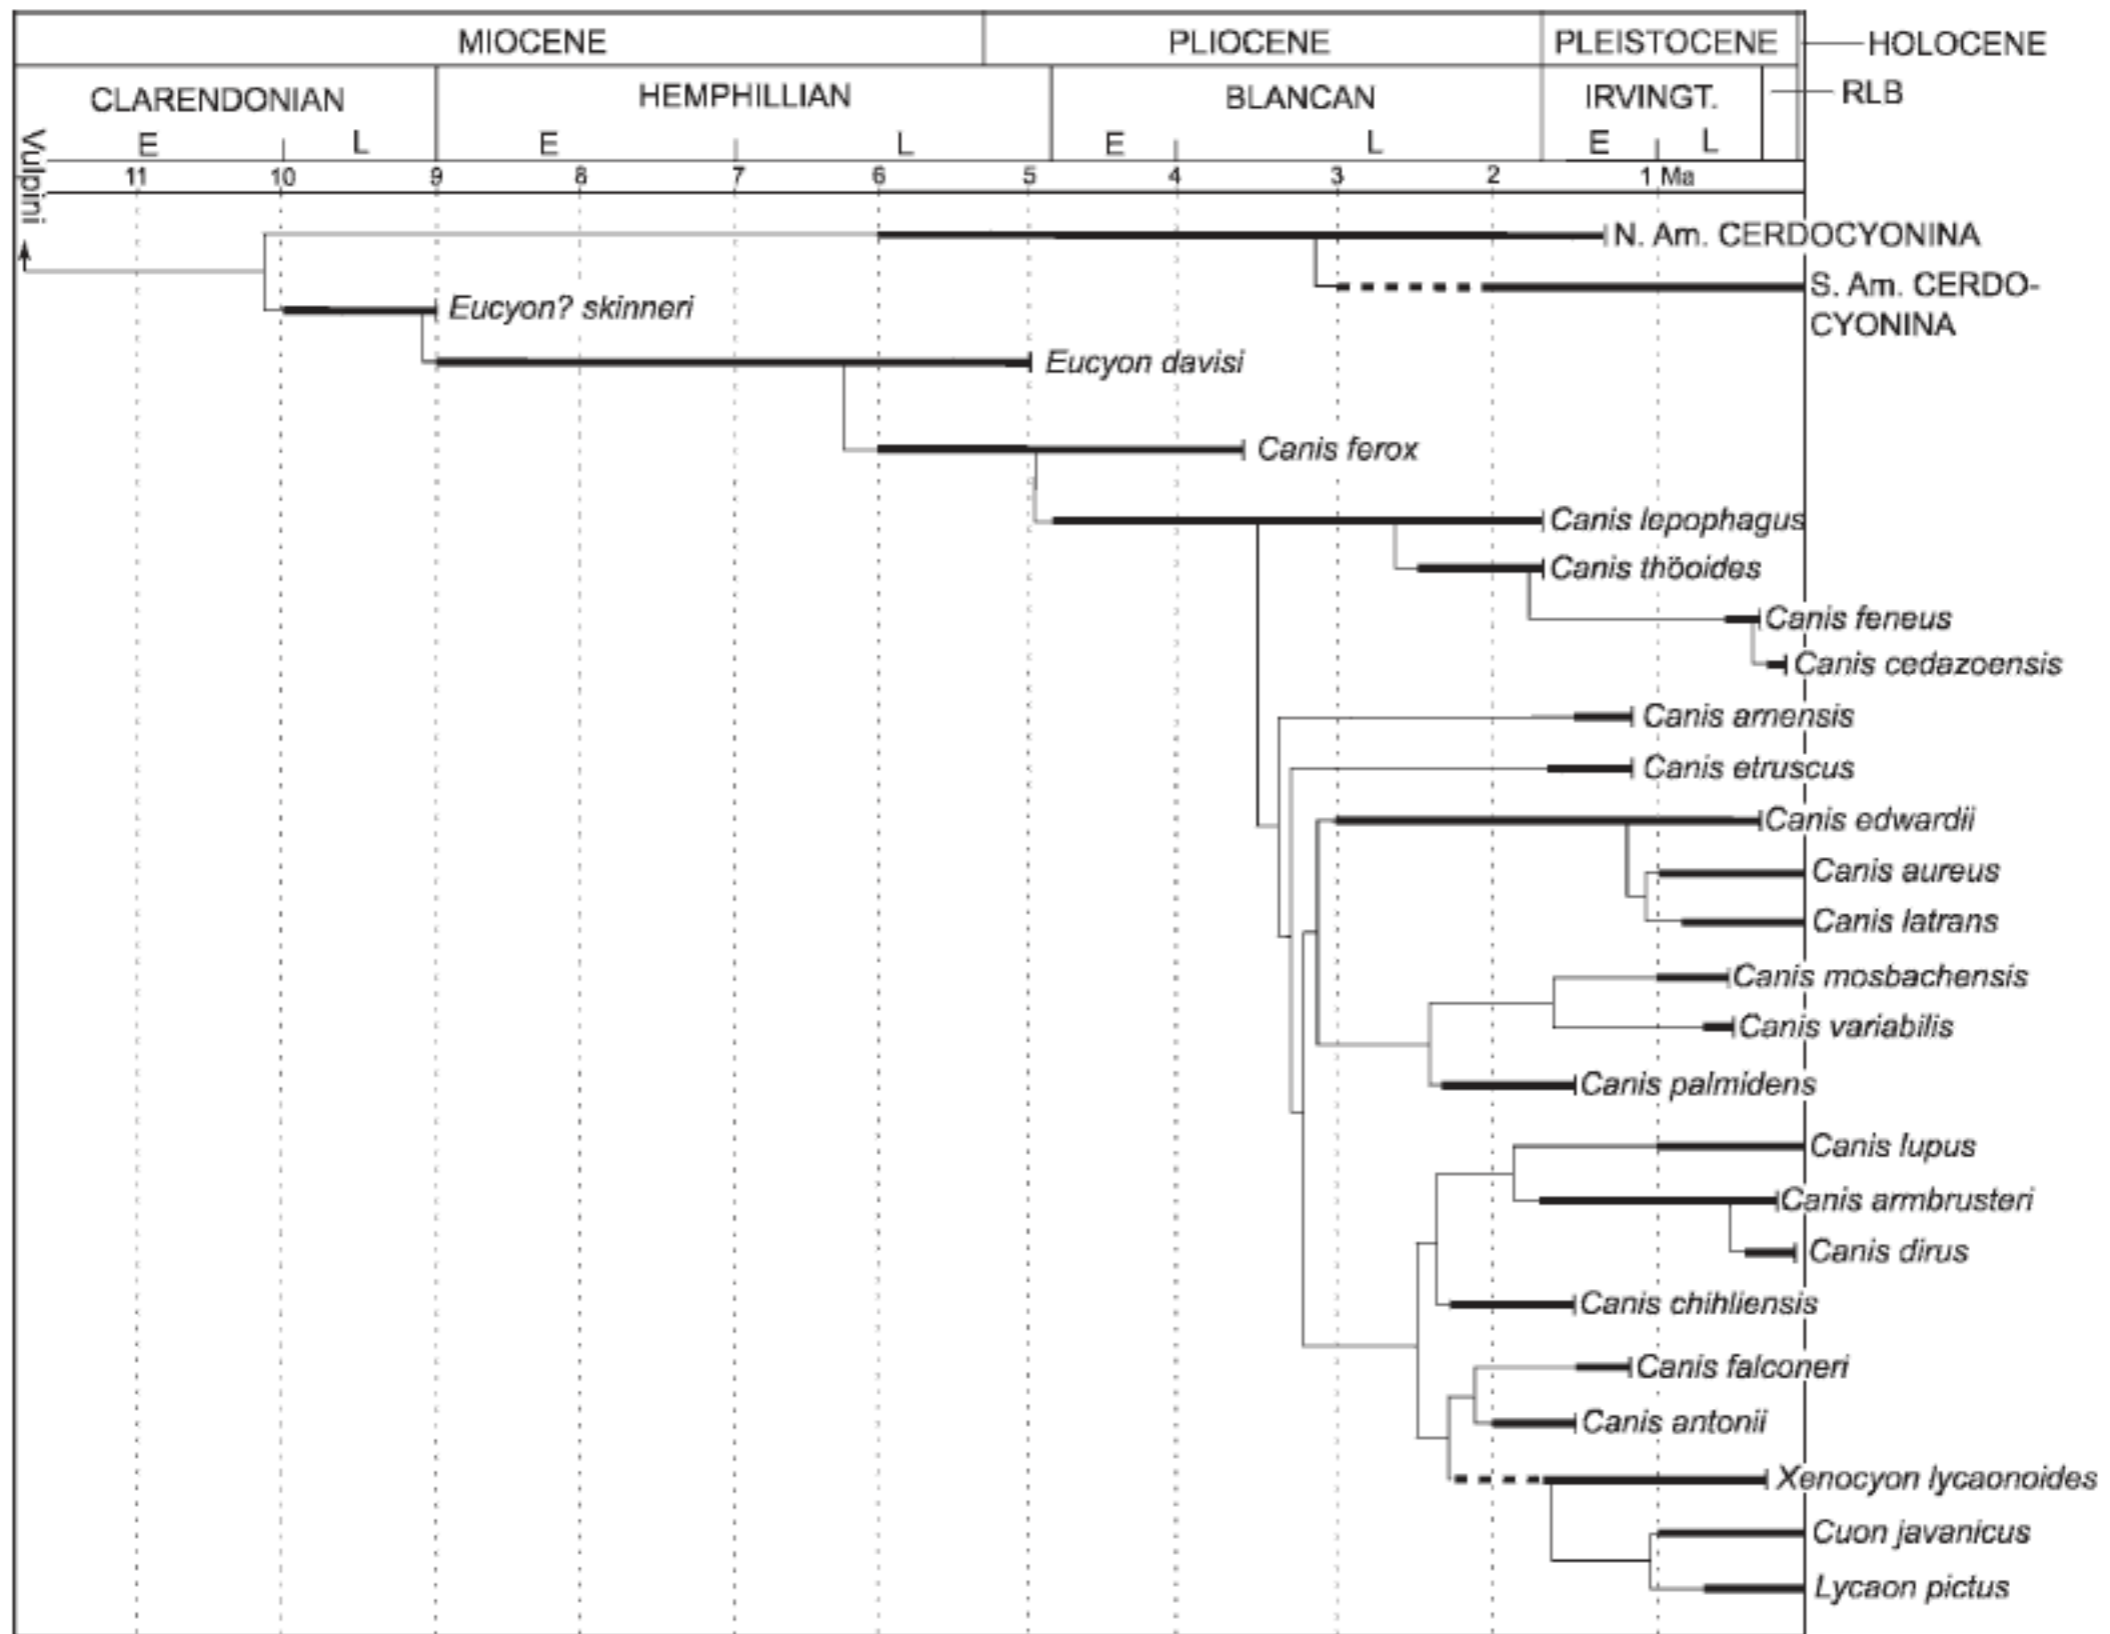 MIOCENE PLIOCENE PLEISTOCENE HOLOCENE
CLARENDONIAN HEMPHILLIAN BLANCAN IRVINGT. RLB
E L E L E L E L
Vulpini
11 10 9 8 7 6 5 4 3 2 1 Ma
N. Am. CERDOCYONINA
S. Am. CERDO-
CYONINA
Eucyon? skinneri
Eucyon davisi
Canis ferox
Canis lepophagus
Canis thöoides
Canis feneus
Canis cedazoensis
Canis arnensis
Canis etruscus
Canis edwardii
Canis aureus
Canis latrans
Canis mosbachensis
Canis variabilis
Canis palmidens
Canis lupus
Canis armbrusteri
Canis dirus
Canis chihliensis
Canis falconeri
Canis antonii
Xenocyon lycaonoides
Cuon javanicus
Lycaon pictus